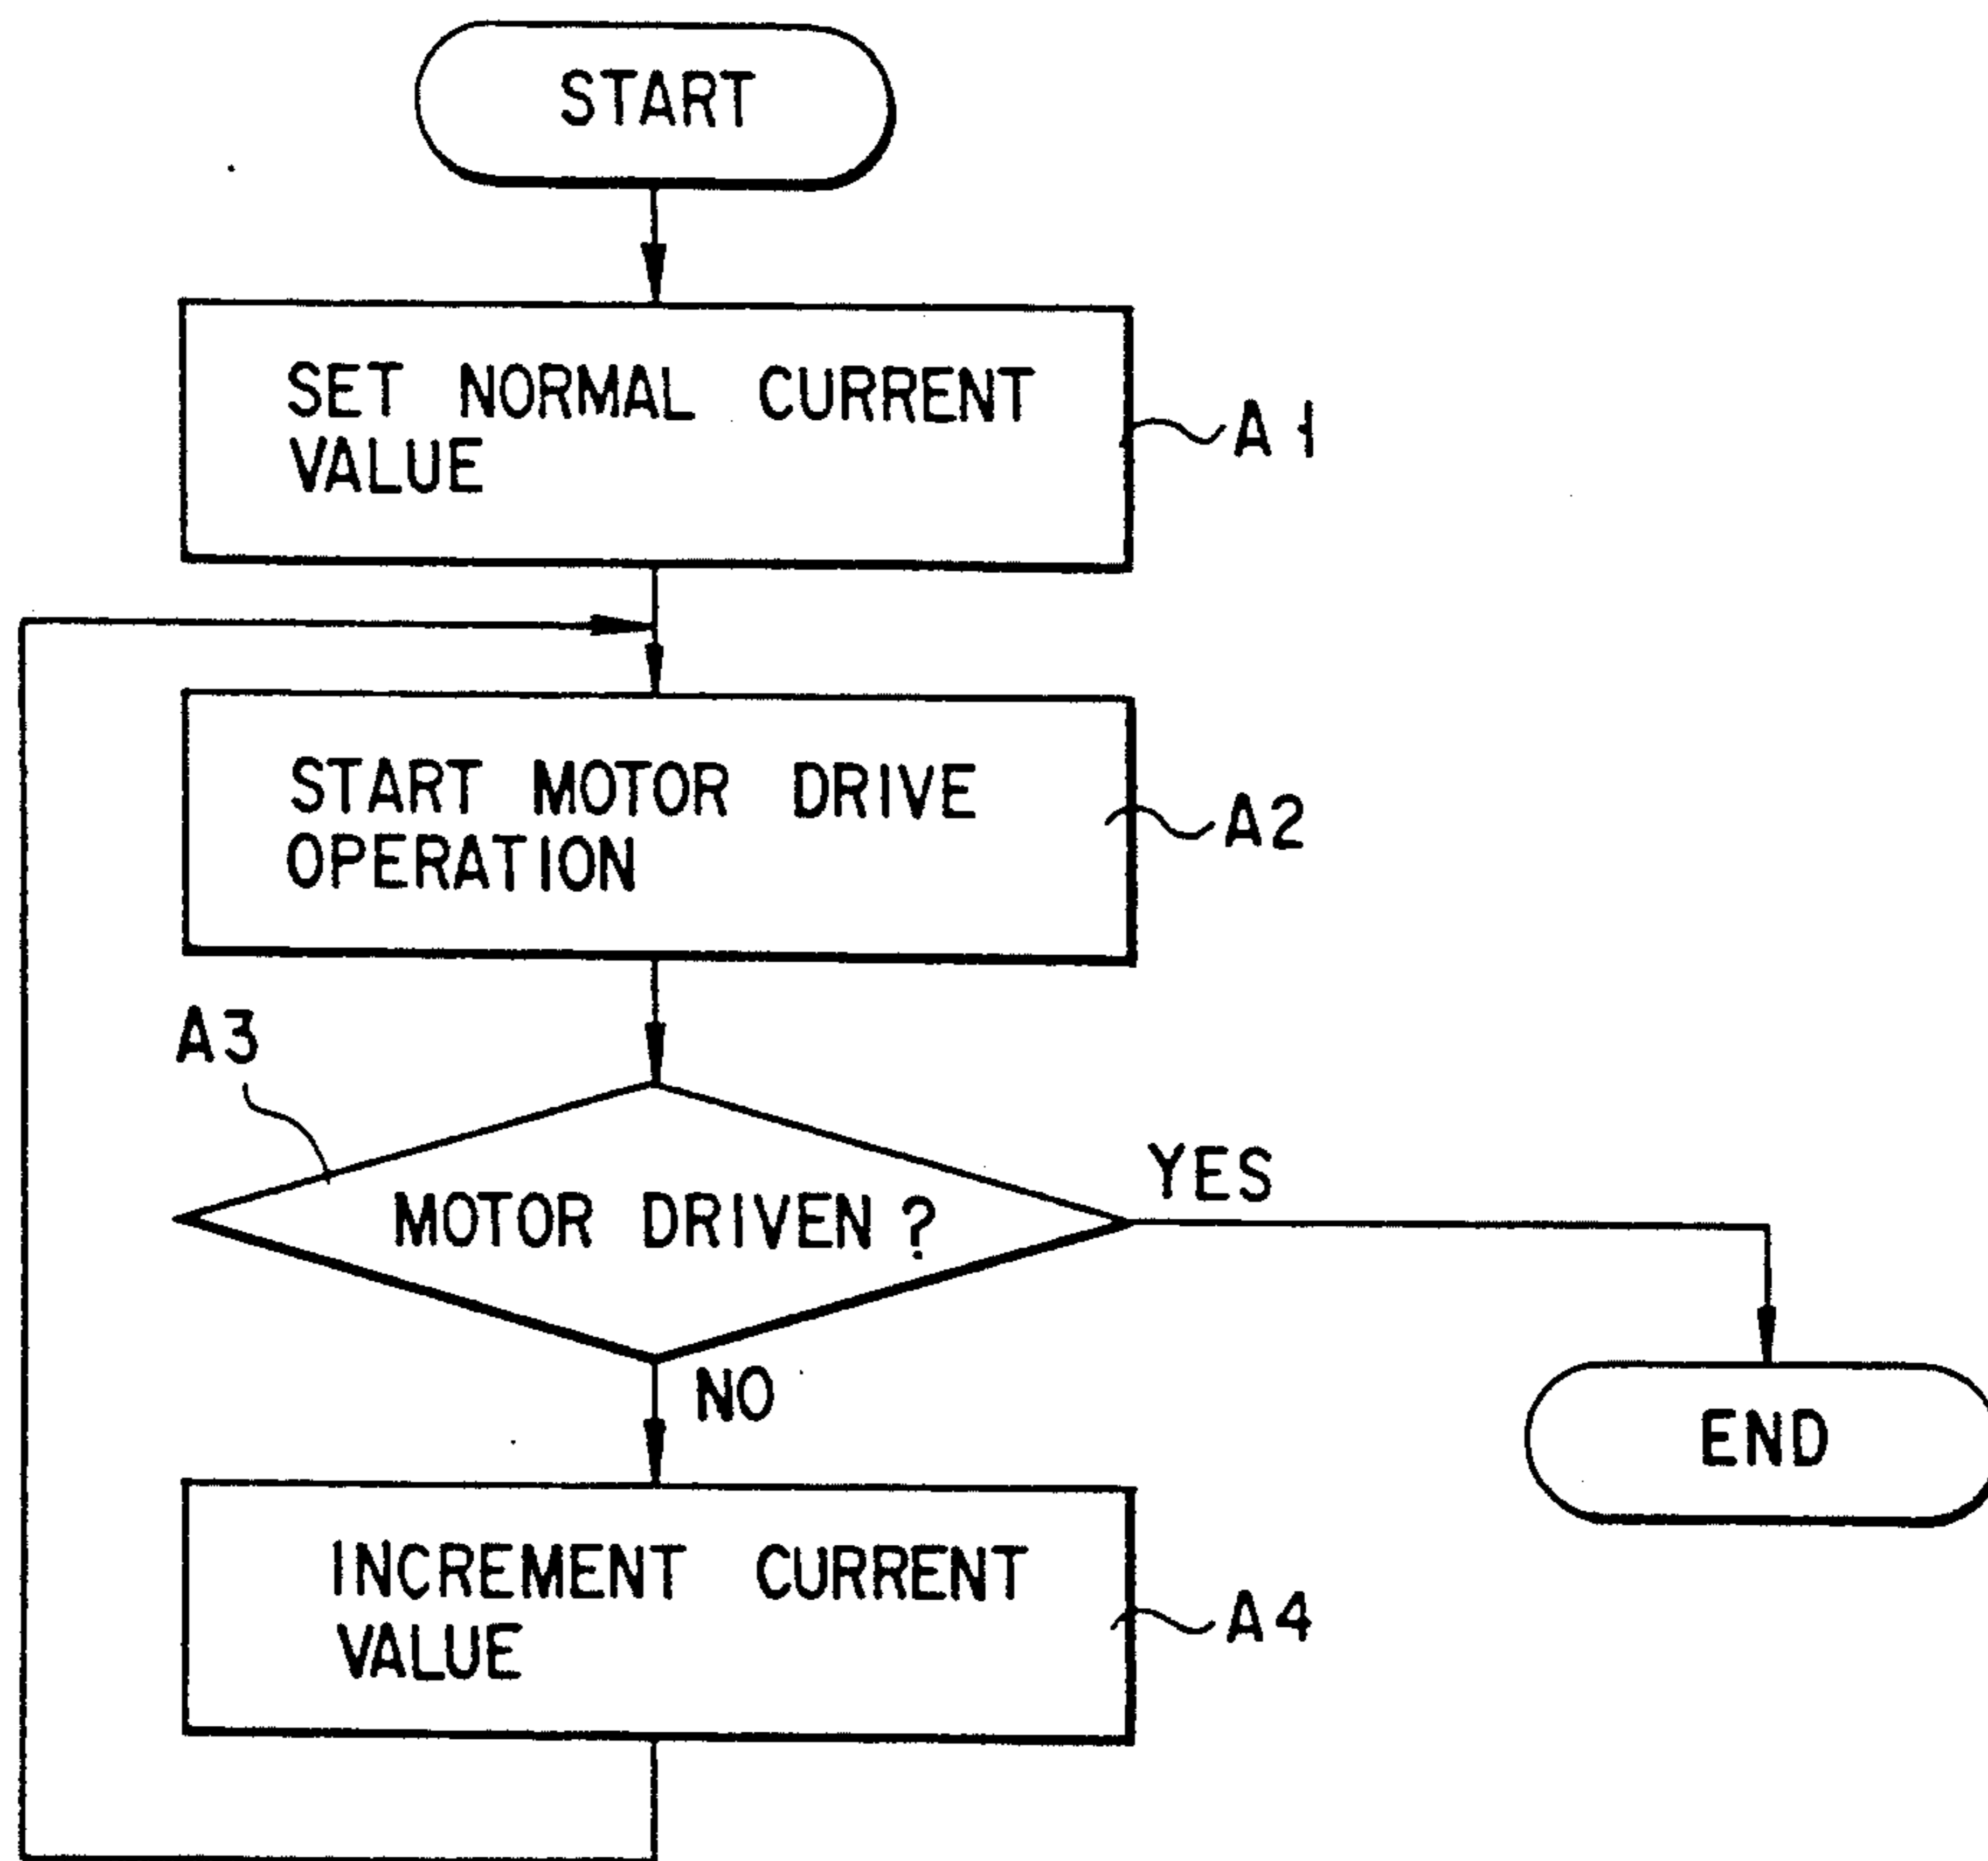 START
SET NORMAL CURRENT
VALUE
A1
START MOTOR DRIVE
OPERATION
A2
A3
MOTOR DRIVEN?
YES
NO
END
INCREMENT CURRENT
VALUE
A4